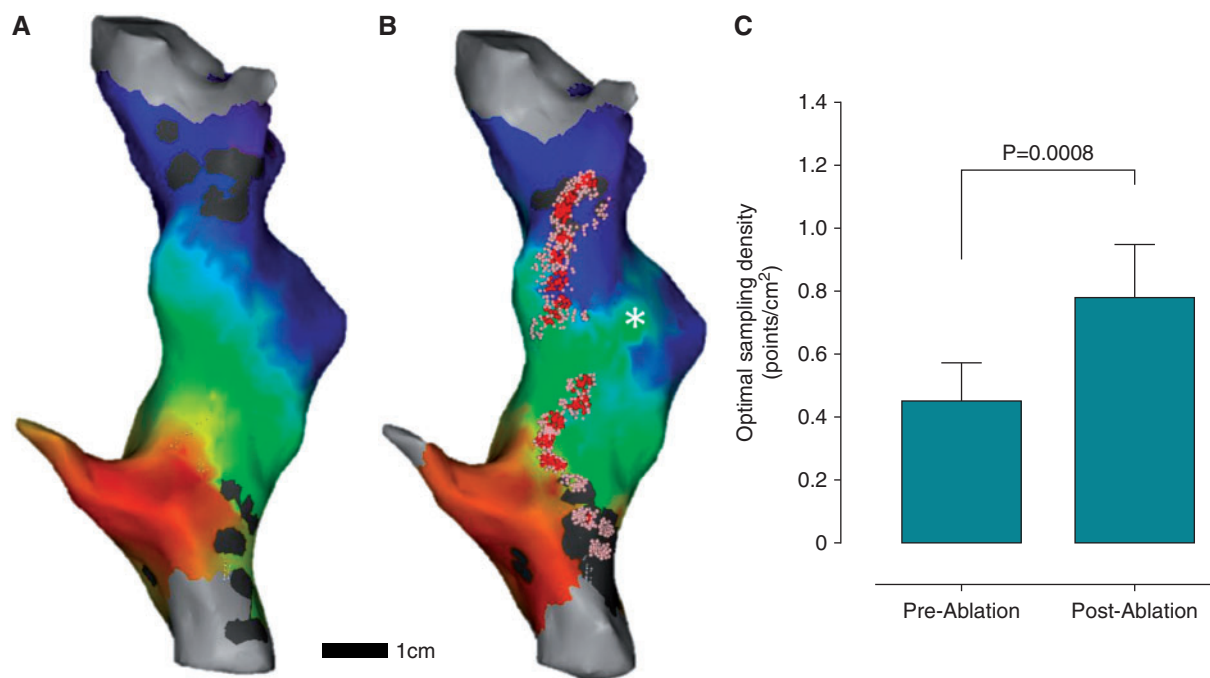 A
B
C
*
1cm
Optimal sampling density
(points/cm²)
1.4
1.2
1.0
0.8
0.6
0.4
0.2
0
P=0.0008
Pre-Ablation
Post-Ablation